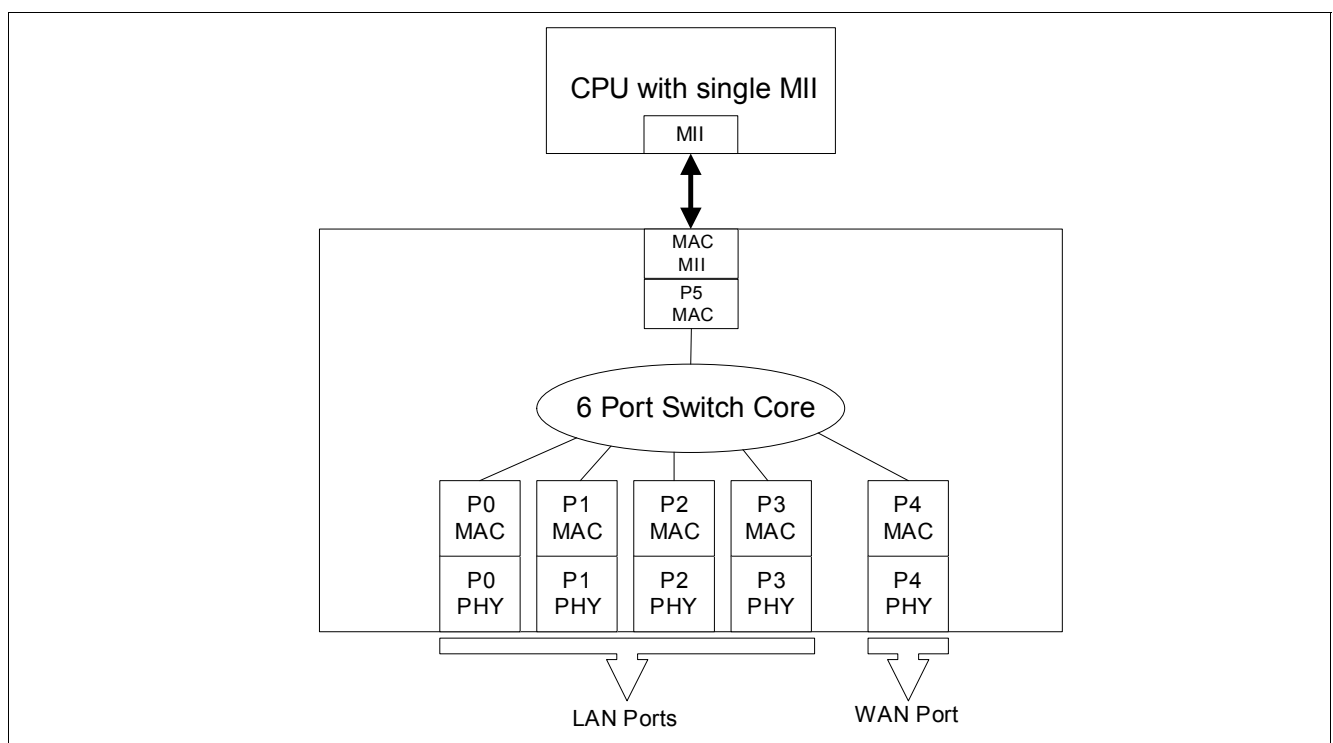 CPU with single MII
MII
MAC
MII
P5
MAC
6 Port Switch Core
P0
MAC
P1
MAC
P2
MAC
P3
MAC
P4
MAC
P0
PHY
P1
PHY
P2
PHY
P3
PHY
P4
PHY
LAN Ports
WAN Port